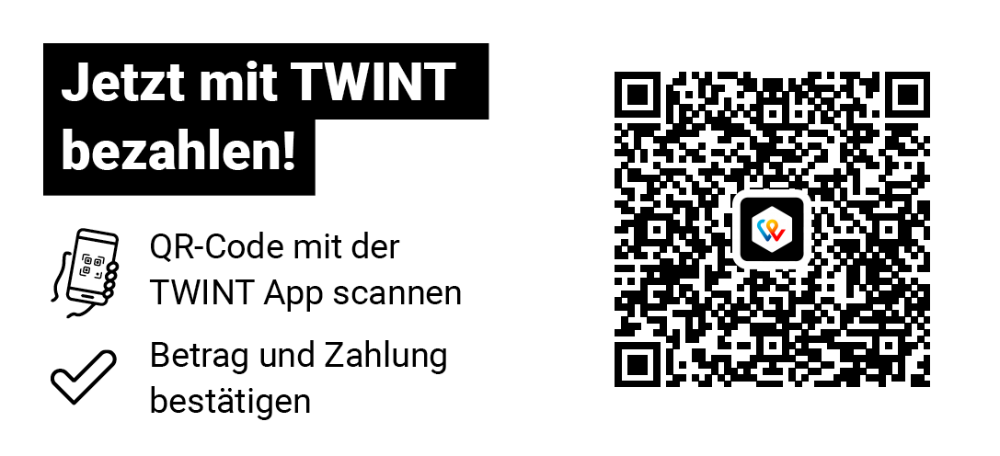 Jetzt mit TWINT
bezahlen!
QR-Code mit der
TWINT App scannen
Betrag und Zahlung
bestätigen